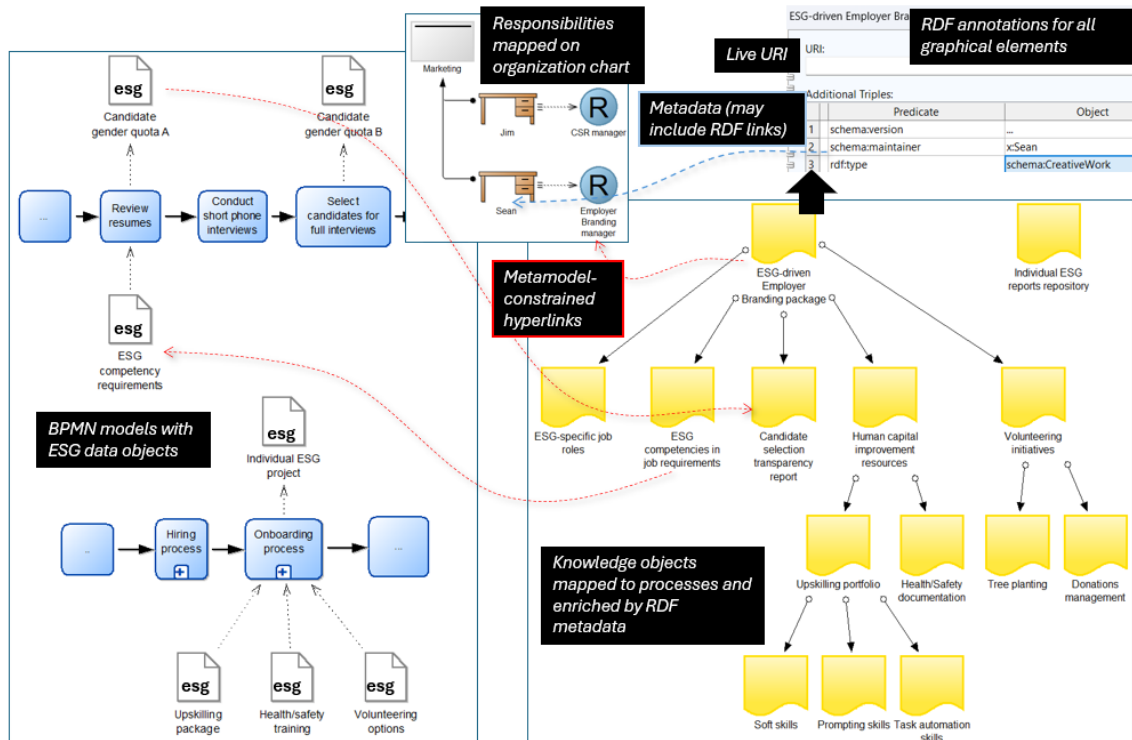 esg
Candidate
gender quota A
esg
Candidate
gender quota B
...
Review
resumes
Conduct
short phone
interviews
Select
candidates for
full interviews
esg
ESG
competency
requirements
BPMN models with
ESG data objects
esg
Individual ESG
project
..
Hiring
process
Onboarding
process
...
esg
Upskilling
package
esg
Health/safety
training
esg
Volunteering
options
Marketing
Responsibilities
mapped on
organization chart
Jim
R
CSR manager
Sean
R
Employer
Branding
manager
Metadata (may
include RDF links)
Live URI
ESG-driven Employer Bran
RDF annotations for all
graphical elements
URI:
Additional Triples:
Predicate
Object
1
schema:version
...
2
schema:maintainer
x:Sean
3
rdf:type
schema:CreativeWork
Metamodel-
constrained
hyperlinks
ESG-driven
Employer
Branding package
Individual ESG
reports repository
ESG-specific job
roles
ESG
competencies in
job requirements
Candidate
selection
transparency
report
Human capital
improvement
resources
Volunteering
initiatives
Knowledge objects
mapped to processes and
enriched by RDF
metadata
Upskilling portfolio
Health/Safety
documentation
Tree planting
Donations
management
Soft skills
Prompting skills
Task automation
skills